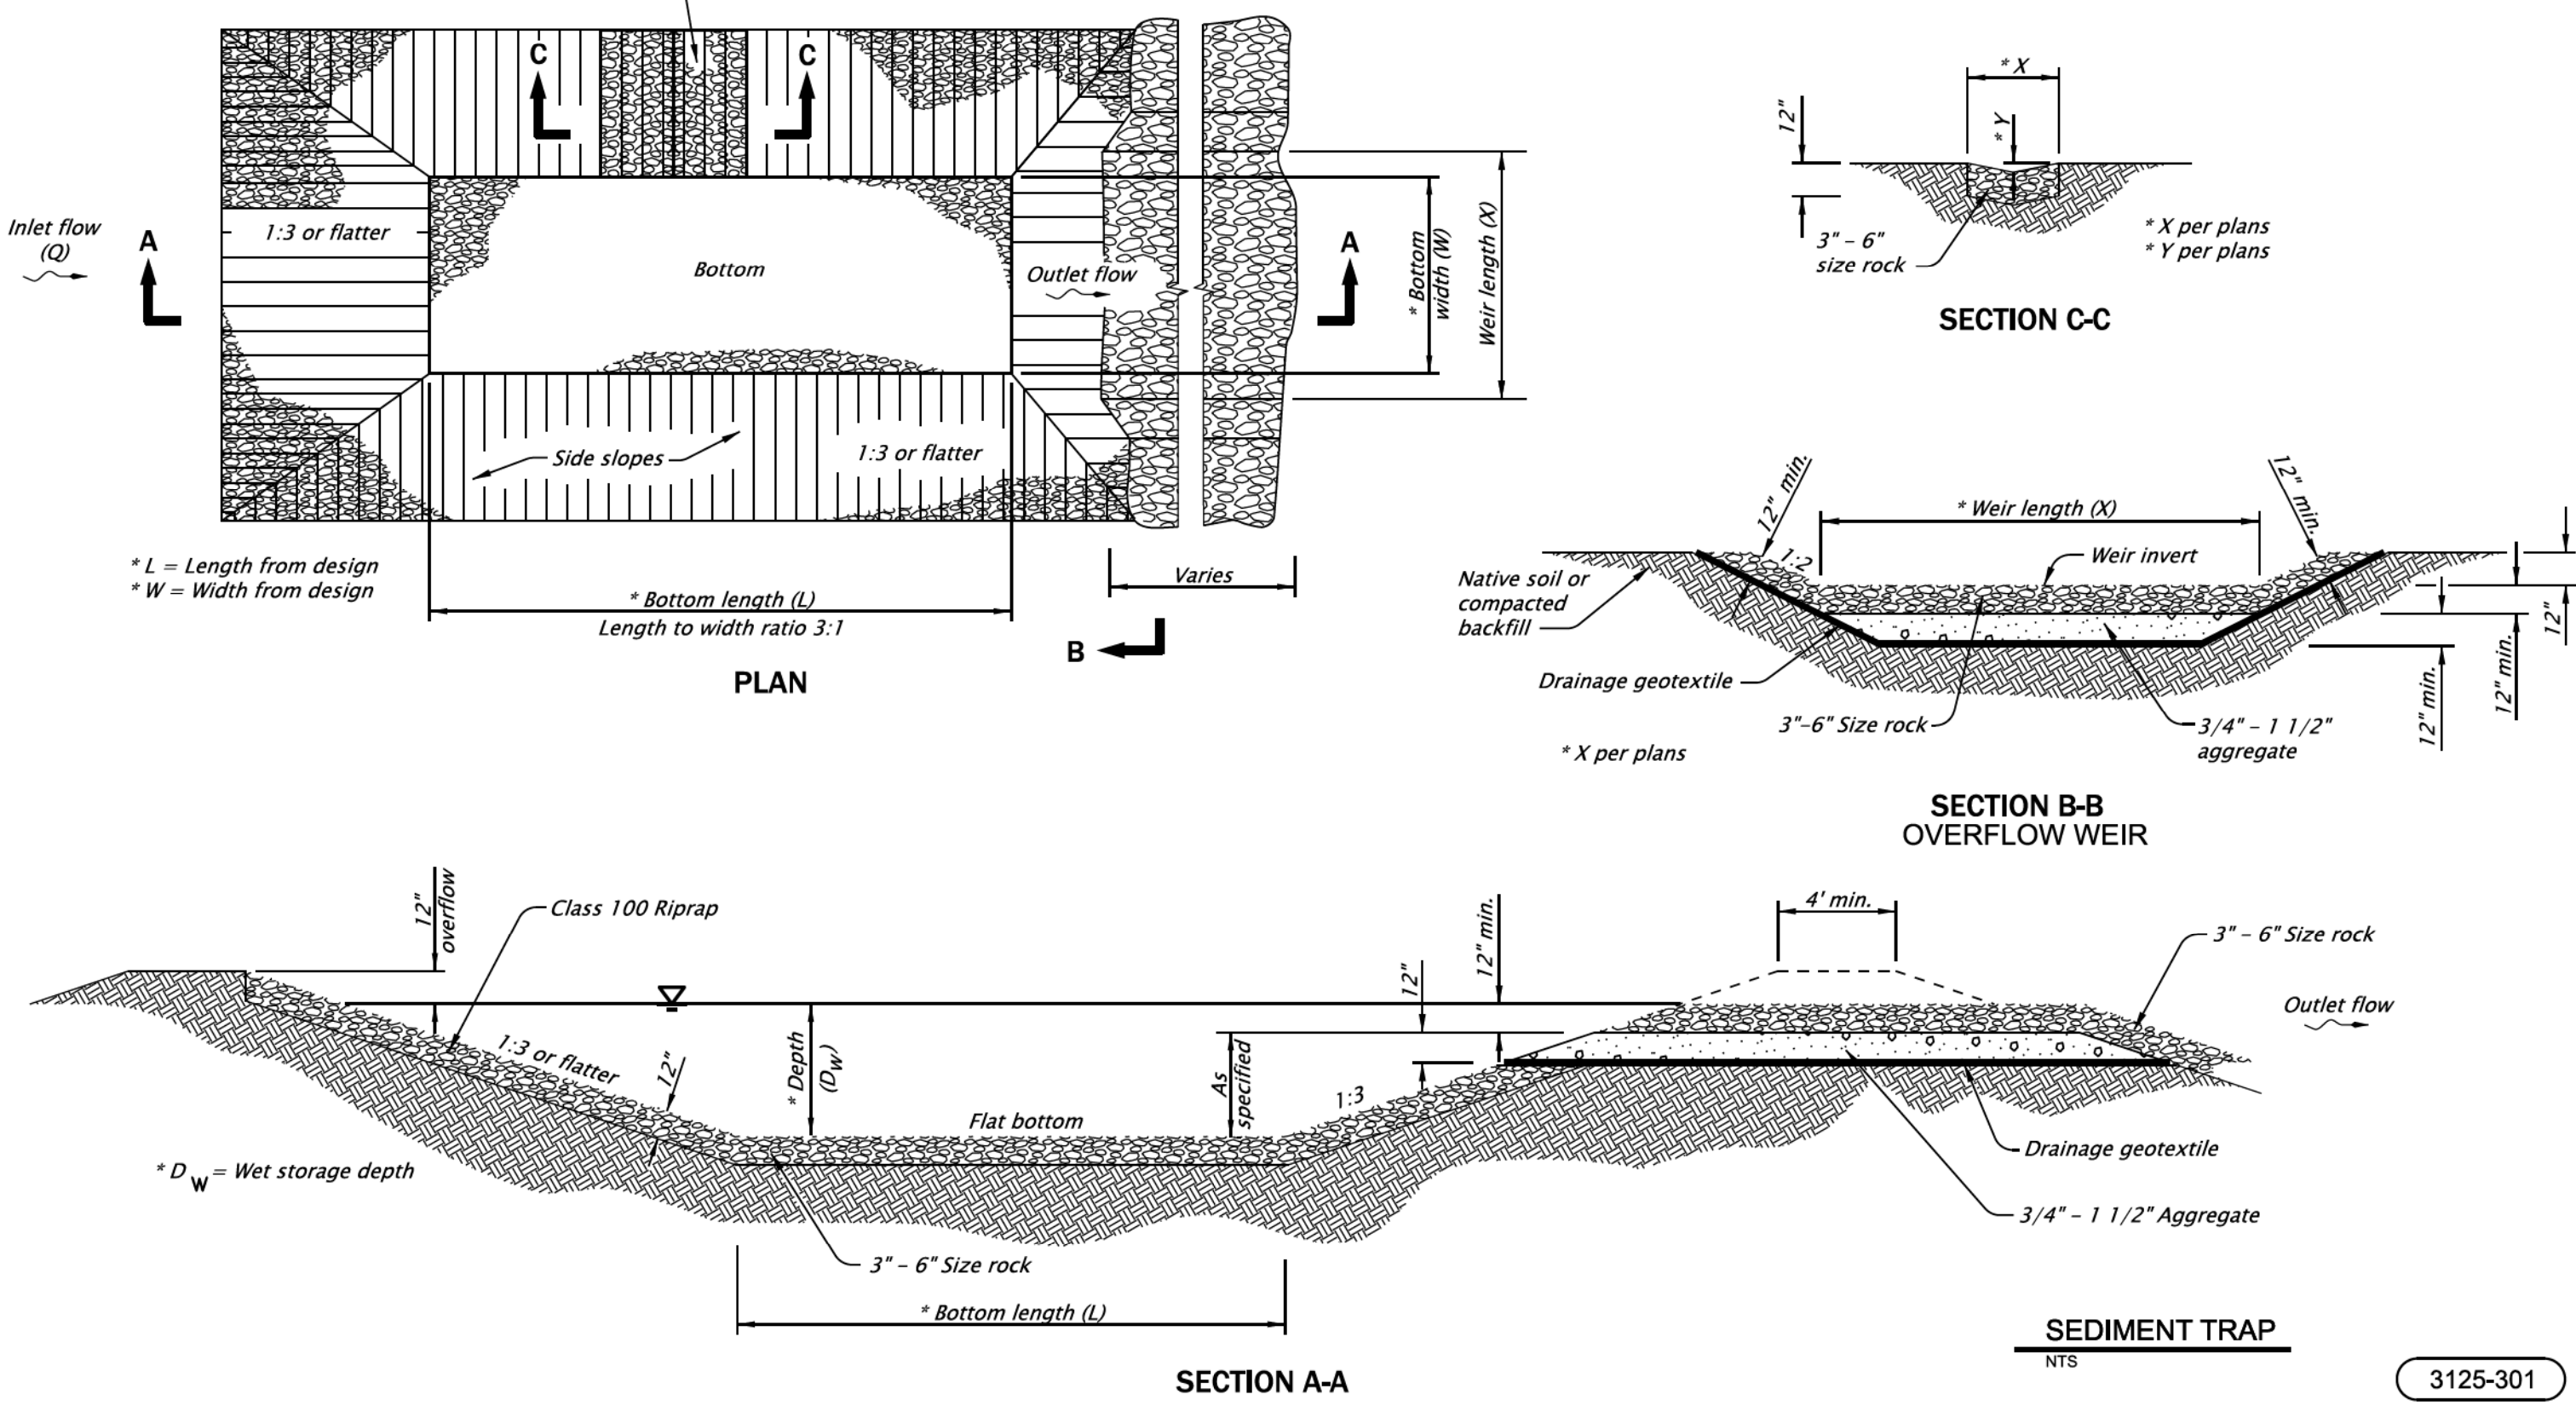 C
C
Inlet flow
(Q)
A
1:3 or flatter
Bottom
Outlet flow
A
* Bottom
width (W)
Weir length (X)
Side slopes
1:3 or flatter
* L = Length from design
* W = Width from design
* Bottom length (L)
Length to width ratio 3:1
Varies
B
PLAN
* X
12"
* Y
3" – 6"
size rock
* X per plans
* Y per plans
SECTION C-C
12" min.
* Weir length (X)
12" min.
1:2
Weir invert
Native soil or
compacted
backfill
Drainage geotextile
3"–6" Size rock
3/4" – 1 1/2"
aggregate
12" min.
12" min.
12"
* X per plans
SECTION B-B
OVERFLOW WEIR
12"
overflow
Class 100 Riprap
1:3 or flatter
12"
* Depth
(DW)
Flat bottom
As
specified
12"
12" min.
1:3
4' min.
3" – 6" Size rock
Outlet flow
Drainage geotextile
3/4" – 1 1/2" Aggregate
* D W = Wet storage depth
3" – 6" Size rock
* Bottom length (L)
SECTION A-A
SEDIMENT TRAP
NTS
3125-301